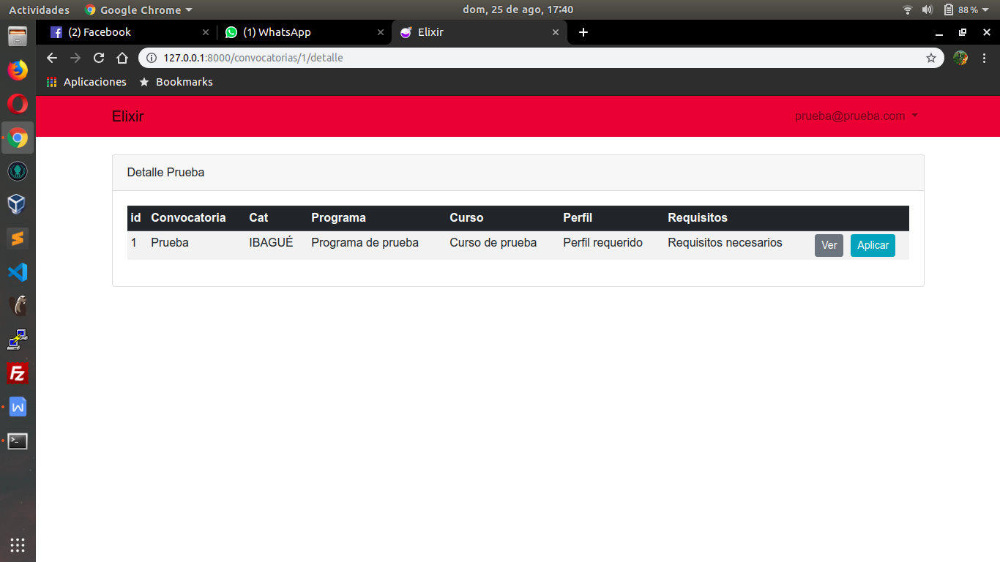 Actividades Google Chrome dom, 25 de ago, 17:40 88 %
(2) Facebook (1) WhatsApp Elixir
127.0.0.1:8000/convocatorias/1/detalle
Aplicaciones Bookmarks
Elixir prueba@prueba.com
Detalle Prueba
id Convocatoria Cat Programa Curso Perfil Requisitos
1 Prueba IBAGUÉ Programa de prueba Curso de prueba Perfil requerido Requisitos necesarios Ver Aplicar